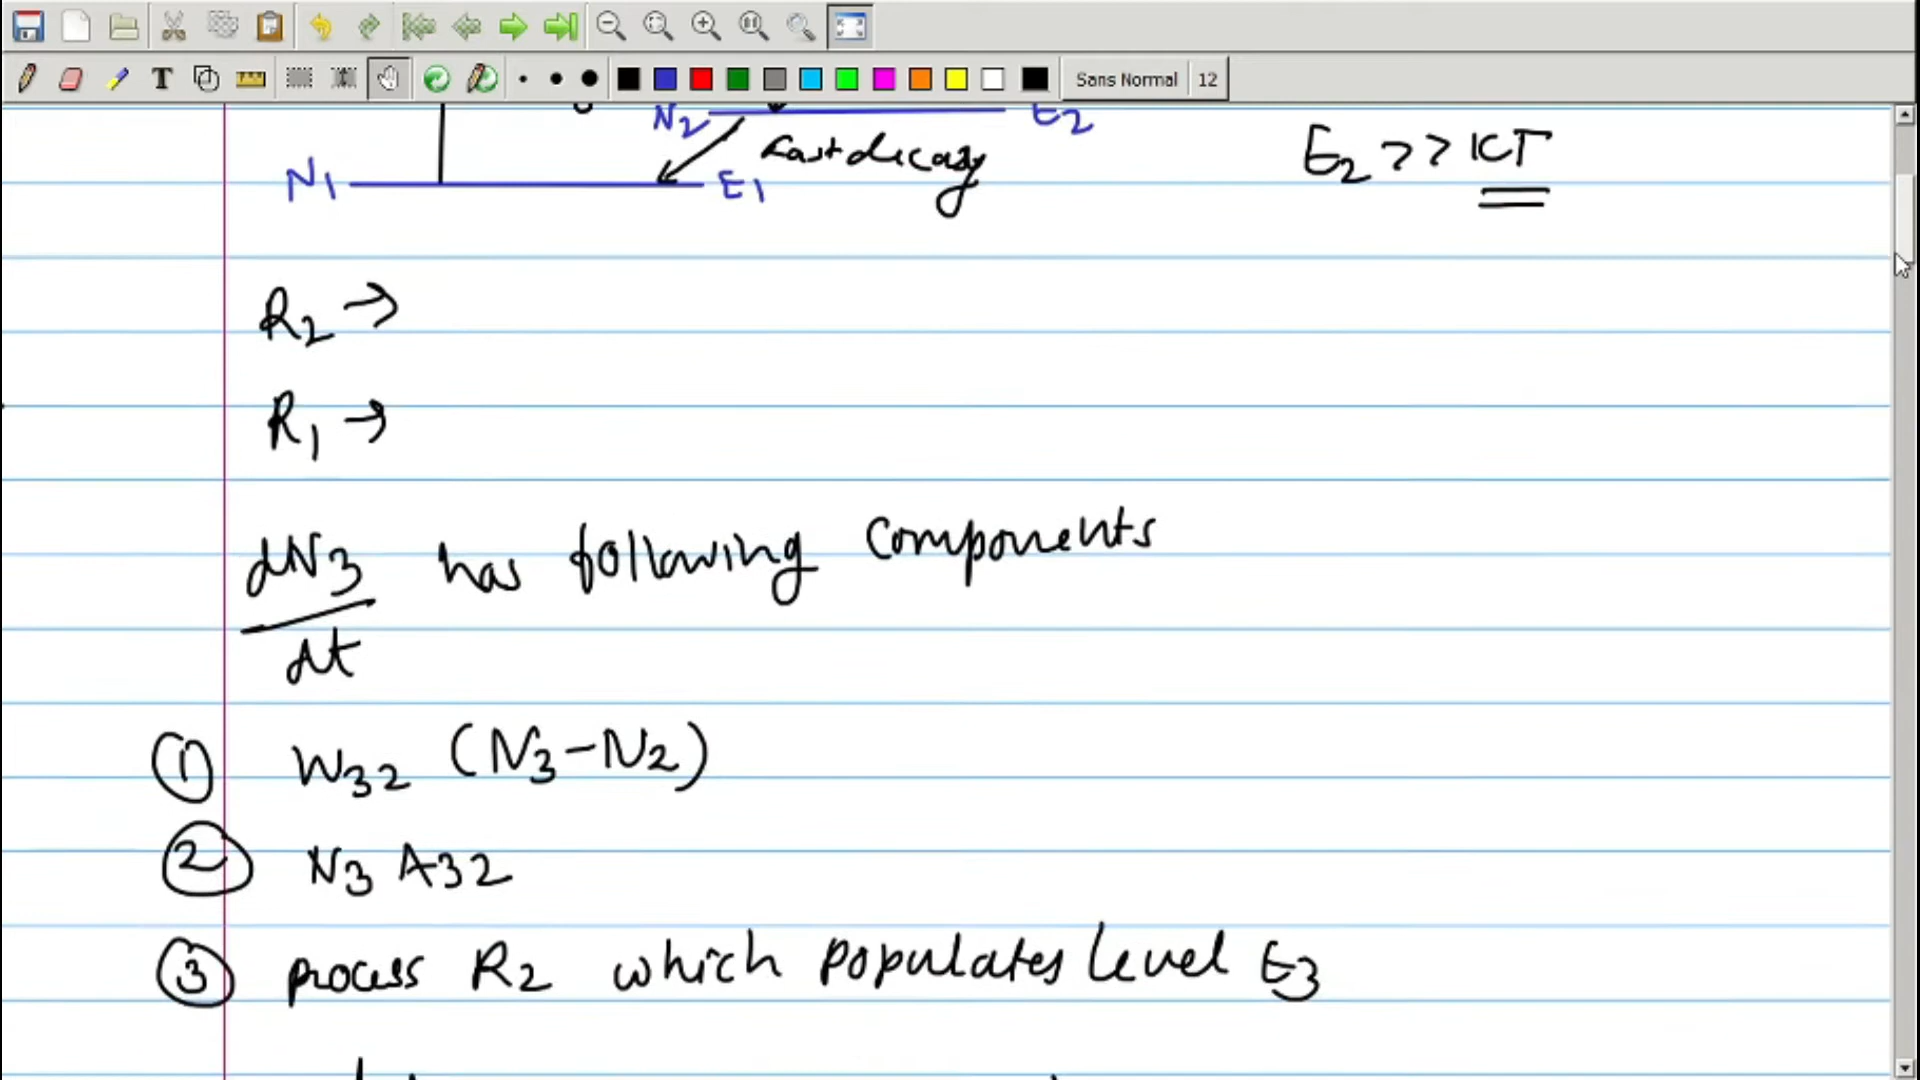 Sans Normal 12
N2 E2
fast decay
E2 >> KT
N1 E1
R2 →
R1 →
dN3 has following components
dt
① W32 (N3-N2)
② N3 A32
③ process R2 which populates level E3